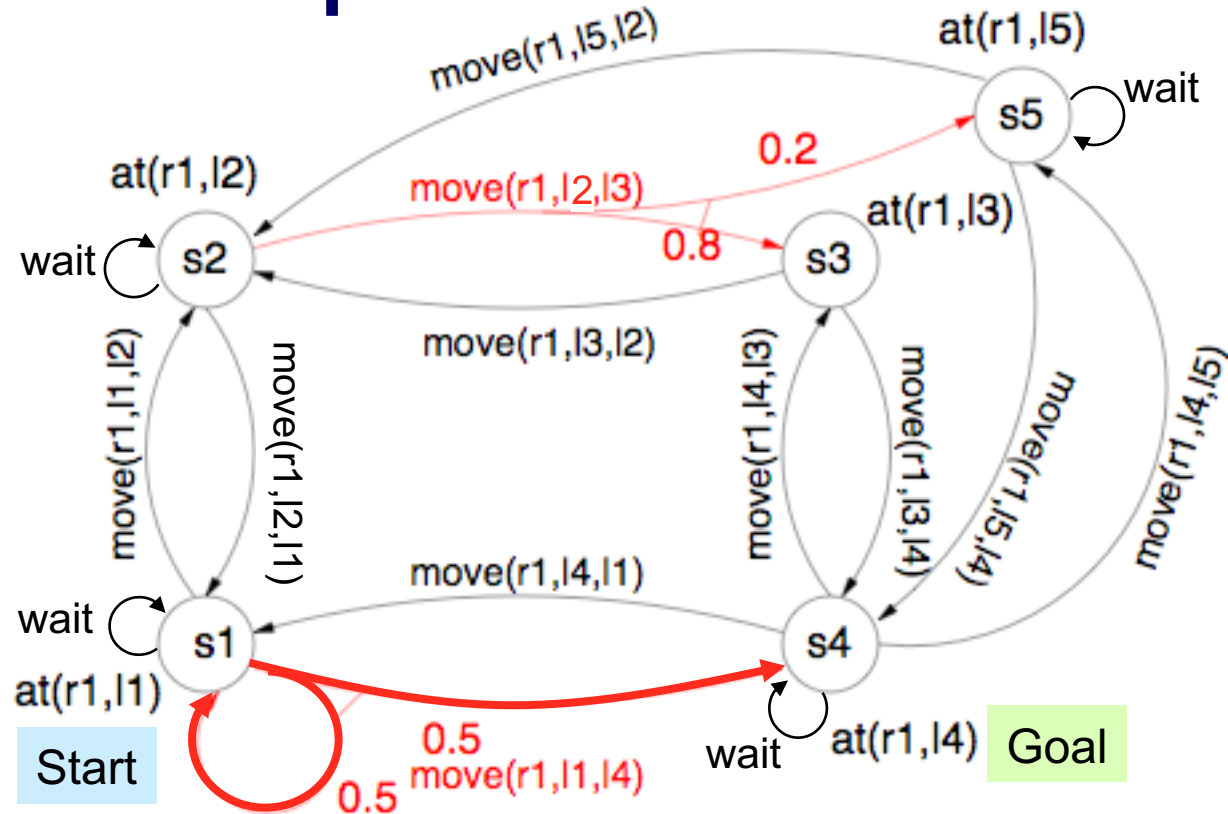 at(r1,l5)
move(r1,l5,l2)
s5
wait
0.2
at(r1,l2)
move(r1,l2,l3)
at(r1,l3)
0.8
wait
s2
s3
move(r1,l3,l2)
move(r1,l1,l2)
move(r1,l2,l1)
move(r1,l4,l3)
move(r1,l3,l4)
move(r1,l5,l4)
move(r1,l4,l5)
move(r1,l4,l1)
wait
s1
s4
at(r1,l1)
Start
0.5
0.5
move(r1,l1,l4)
wait
at(r1,l4)
Goal